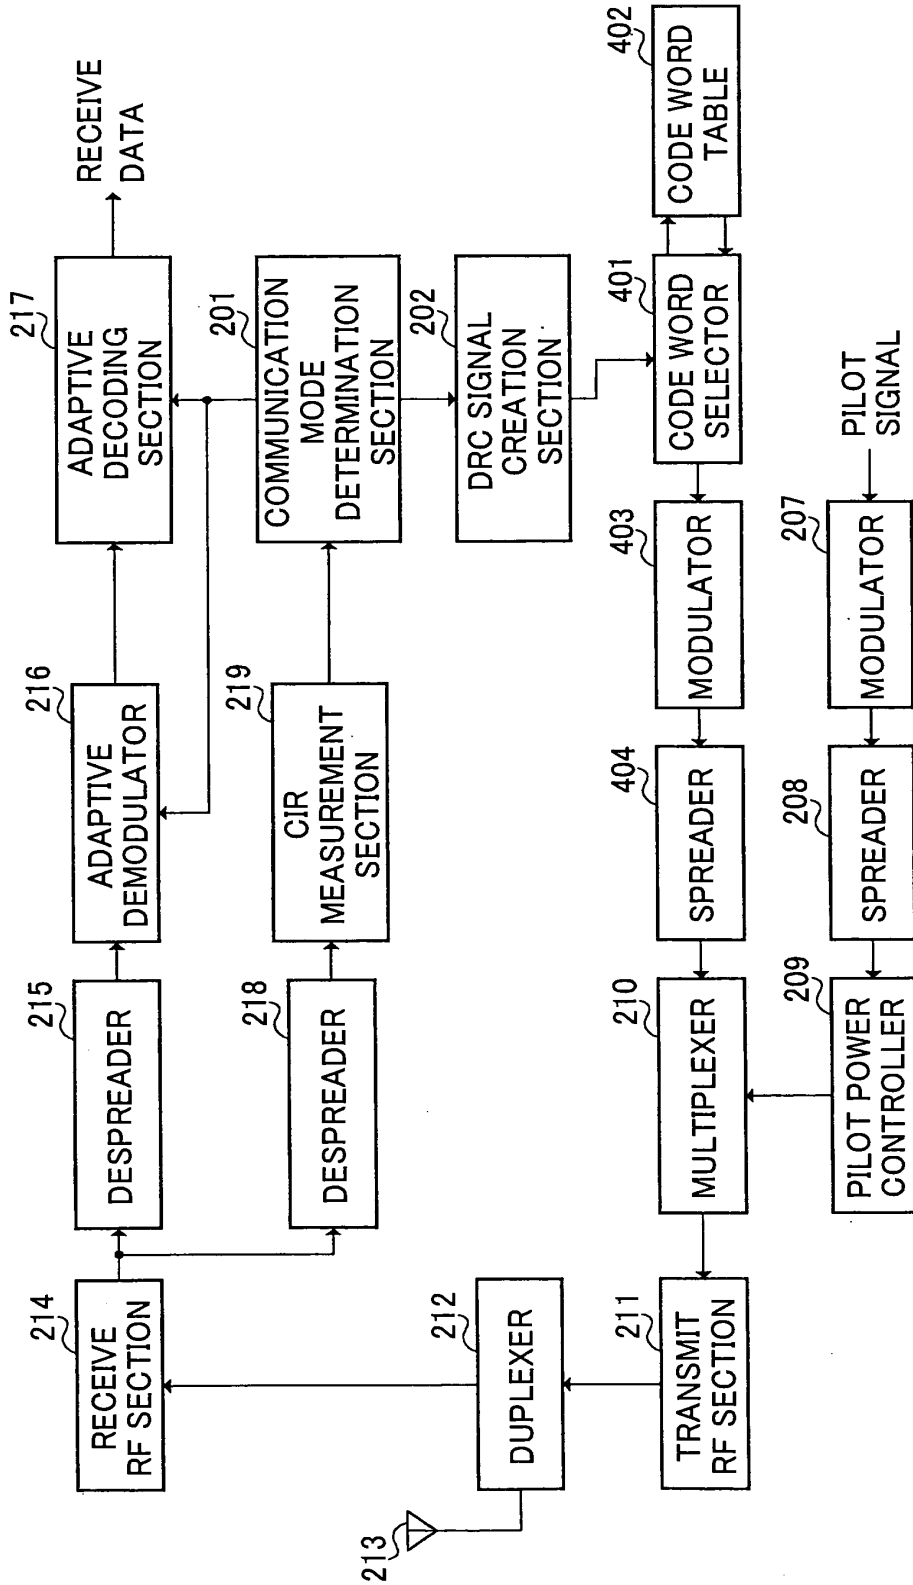 213
214
RECEIVE
RF SECTION
215
DESPREADER
216
ADAPTIVE
DEMODULATOR
217
ADAPTIVE
DECODING
SECTION
RECEIVE
DATA
218
DESPREADER
219
CIR
MEASUREMENT
SECTION
201
COMMUNICATION
MODE
DETERMINATION
SECTION
212
DUPLEXER
202
DRC SIGNAL
CREATION
SECTION
211
TRANSMIT
RF SECTION
210
MULTIPLEXER
404
SPREADER
403
MODULATOR
401
CODE WORD
SELECTOR
402
CODE WORD
TABLE
209
PILOT POWER
CONTROLLER
208
SPREADER
207
MODULATOR
PILOT
SIGNAL